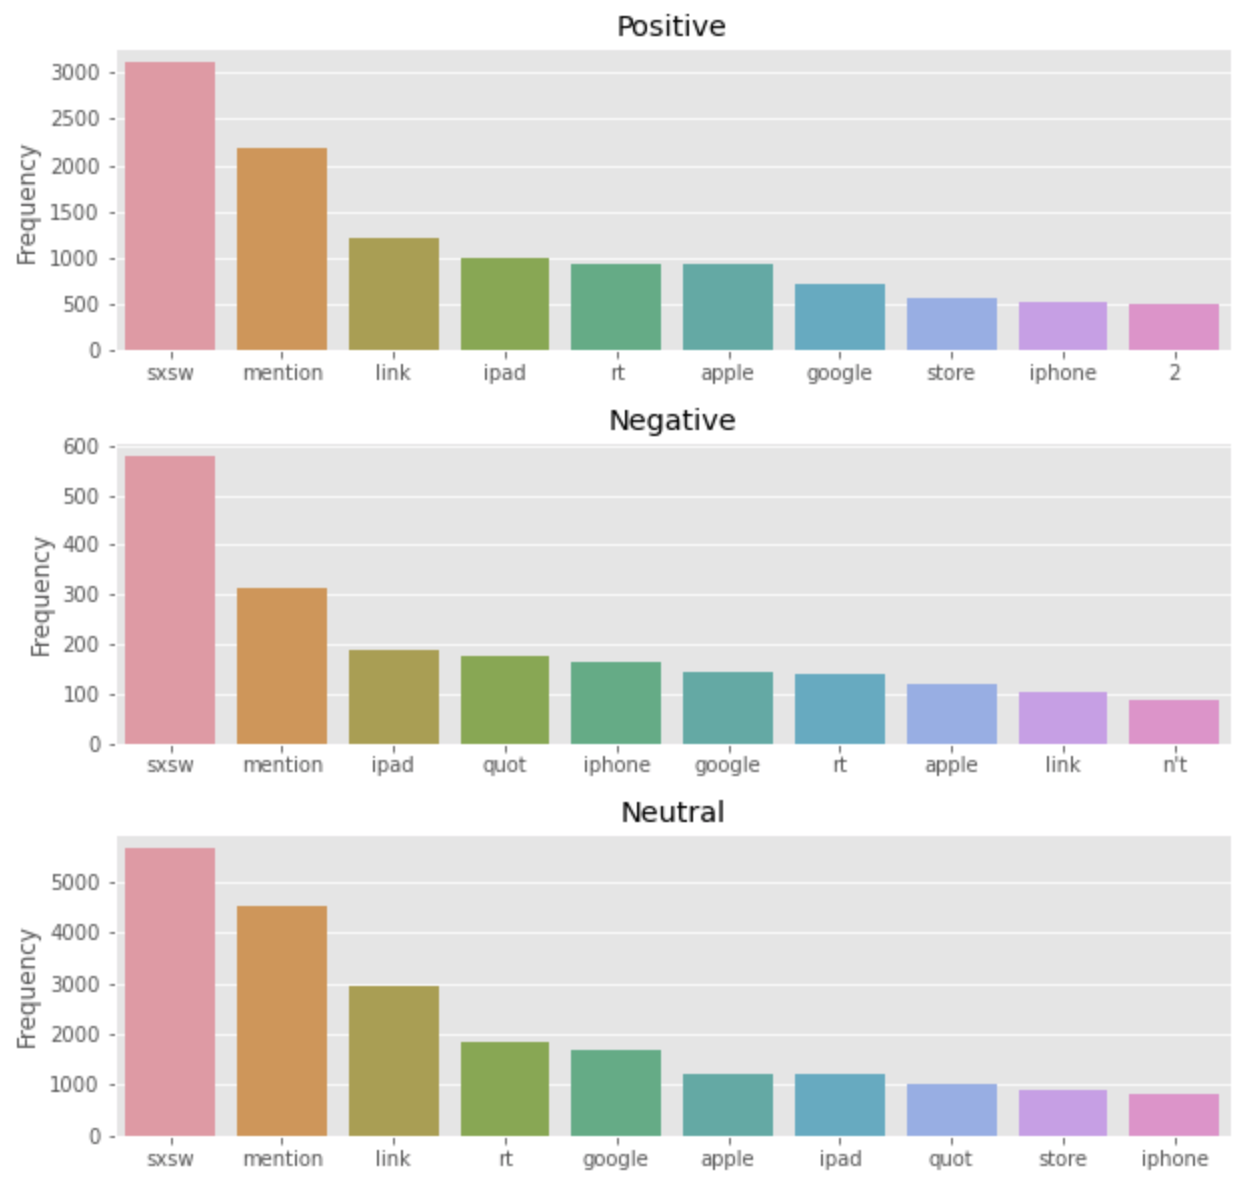 Positive
Frequency
3000
2500
2000
1500
1000
500
0
sxsw mention link ipad rt apple google store iphone 2
Negative
Frequency
600
500
400
300
200
100
0
sxsw mention ipad quot iphone google rt apple link n't
Neutral
Frequency
5000
4000
3000
2000
1000
0
sxsw mention link rt google apple ipad quot store iphone